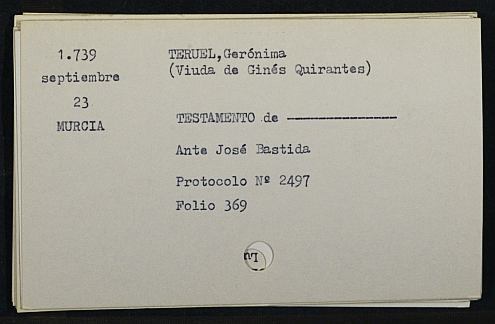 1.739
septiembre
23
MURCIA
TERUEL,Gerónima
(Viuda de Ginés Quirantes)
TESTAMENTO de ----------------
Ante José Bastida
Protocolo Nº 2497
Folio 369
Lu